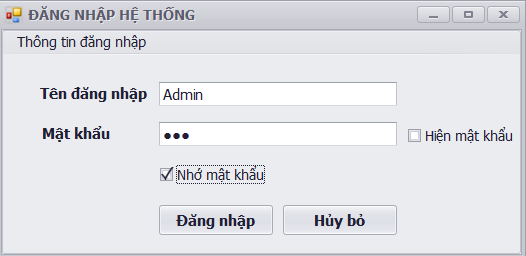 ĐĂNG NHẬP HỆ THỐNG
Thông tin đăng nhập
Tên đăng nhập Admin
Mật khẩu ●●● Hiện mật khẩu
Nhớ mật khẩu
Đăng nhập Hủy bỏ